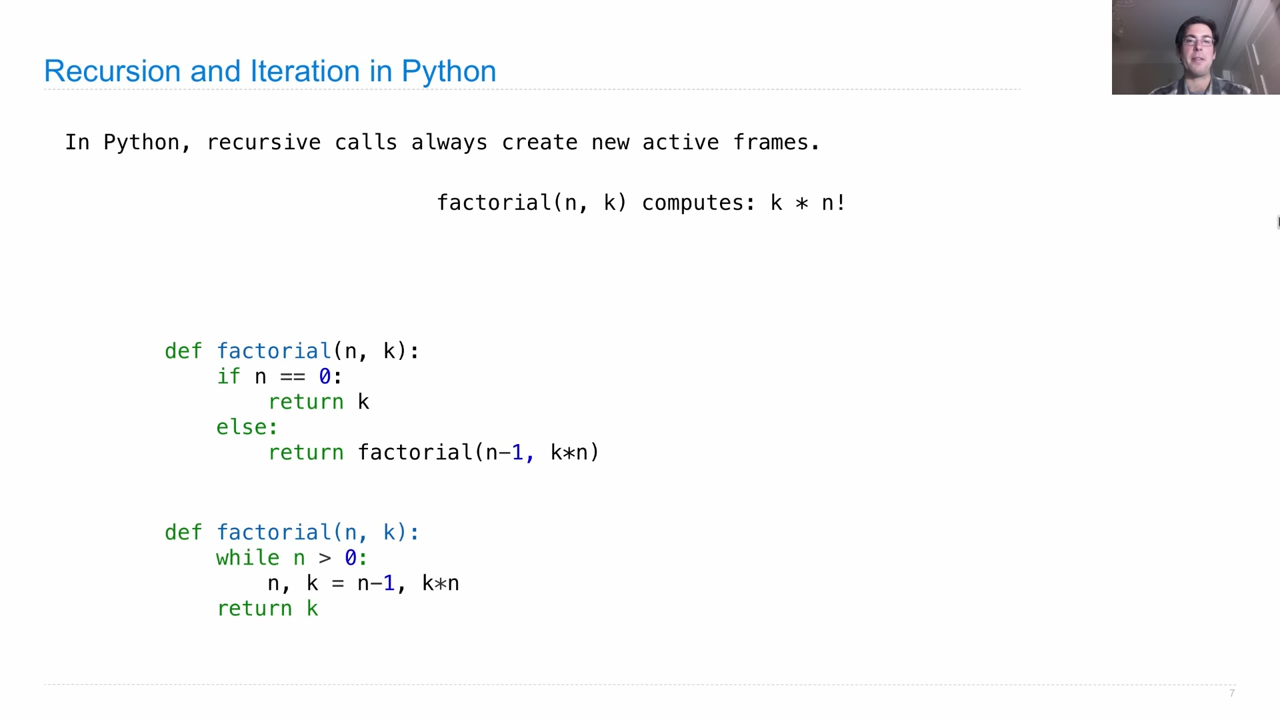 Recursion and Iteration in Python
In Python, recursive calls always create new active frames.
factorial(n, k) computes: k * n!
def factorial(n, k):
    if n == 0:
        return k
    else:
        return factorial(n-1, k*n)
def factorial(n, k):
    while n > 0:
        n, k = n-1, k*n
    return k
7